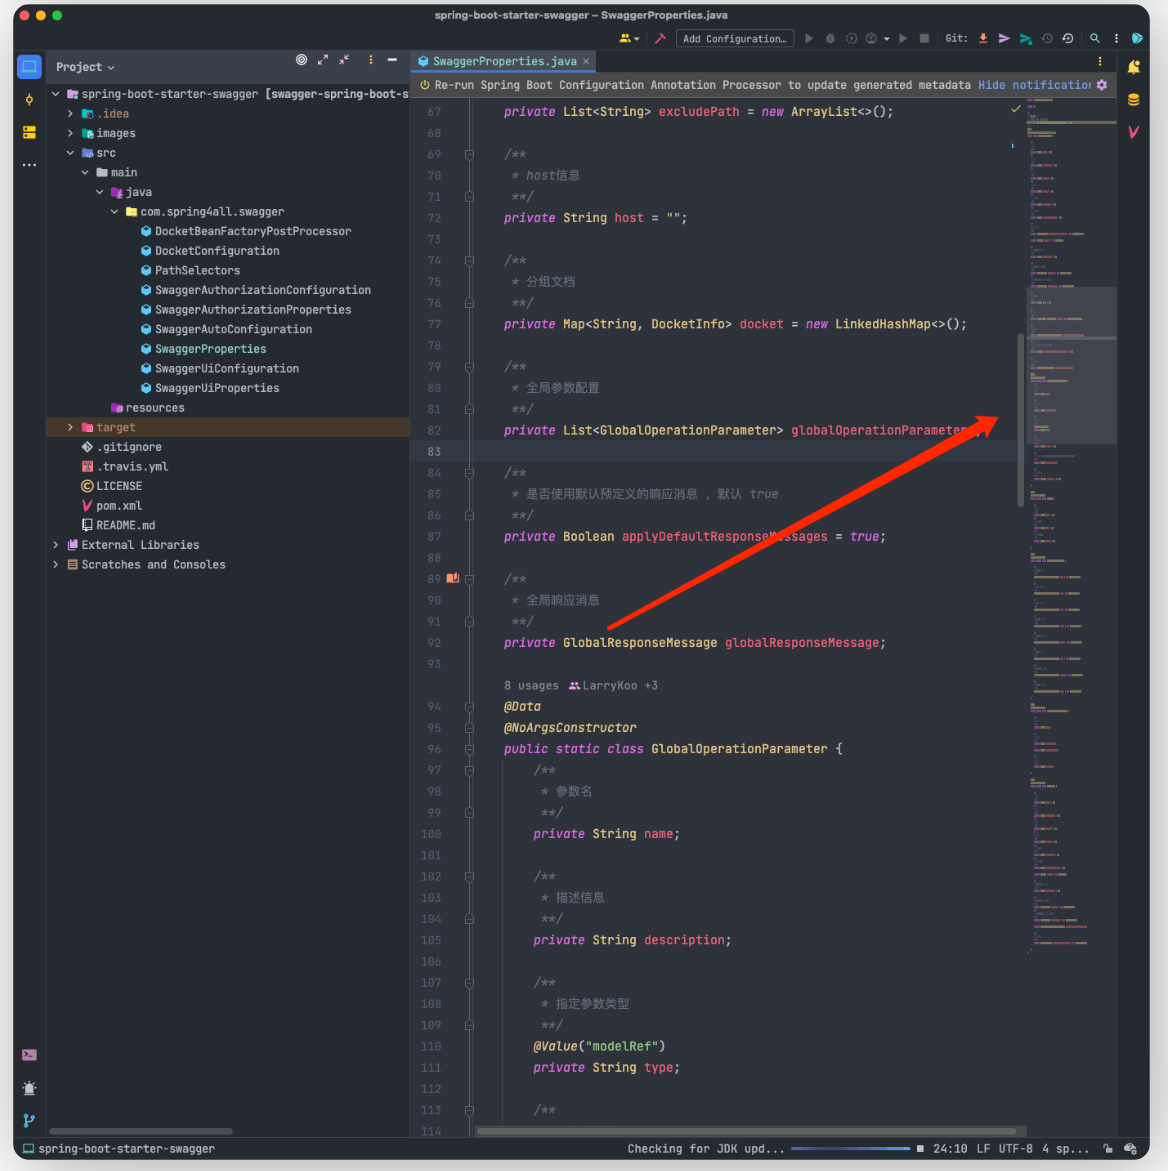 spring-boot-starter-swagger – SwaggerProperties.java
Add Configuration...
Git:
Project
SwaggerProperties.java
Re-run Spring Boot Configuration Annotation Processor to update generated metadata
Hide notification
spring-boot-starter-swagger [swagger-spring-boot-s
.idea
images
src
main
java
com.spring4all.swagger
DocketBeanFactoryPostProcessor
DocketConfiguration
PathSelectors
SwaggerAuthorizationConfiguration
SwaggerAuthorizationProperties
SwaggerAutoConfiguration
SwaggerProperties
SwaggerUiConfiguration
SwaggerUiProperties
resources
target
.gitignore
.travis.yml
LICENSE
pom.xml
README.md
External Libraries
Scratches and Consoles
67 private List<String> excludePath = new ArrayList<>();
68
69 /**
70 * host信息
71 **/
72 private String host = "";
73
74 /**
75 * 分组文档
76 **/
77 private Map<String, DocketInfo> docket = new LinkedHashMap<>();
78
79 /**
80 * 全局参数配置
81 **/
82 private List<GlobalOperationParameter> globalOperationParameter
83
84 /**
85 * 是否使用默认预定义的响应消息 ，默认 true
86 **/
87 private Boolean applyDefaultResponseMessages = true;
88
89 /**
90 * 全局响应消息
91 **/
92 private GlobalResponseMessage globalResponseMessage;
93
8 usages LarryKoo +3
94 @Data
95 @NoArgsConstructor
96 public static class GlobalOperationParameter {
97 /**
98 * 参数名
99 **/
100 private String name;
101
102 /**
103 * 描述信息
104 **/
105 private String description;
106
107 /**
108 * 指定参数类型
109 **/
110 @Value("modelRef")
111 private String type;
112
113 /**
114
spring-boot-starter-swagger
Checking for JDK upd...
24:10 LF UTF-8 4 sp...